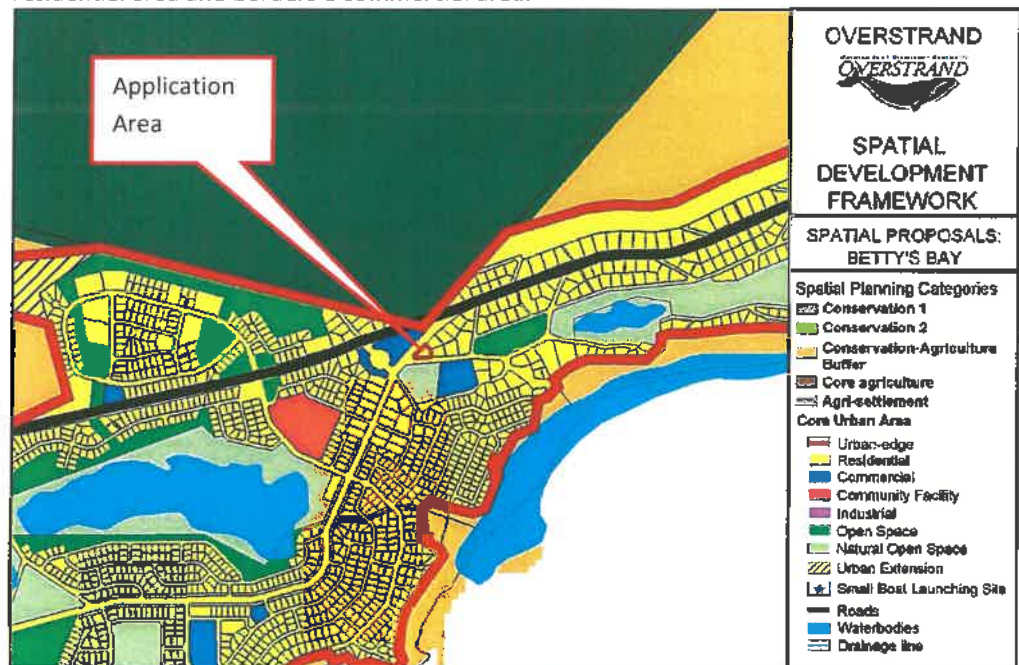 Application
Area
OVERSTRAND
OVERSTRAND
SPATIAL
DEVELOPMENT
FRAMEWORK
SPATIAL PROPOSALS:
BETTY'S BAY
Spatial Planning Categories
Conservation 1
Conservation 2
Conservation-Agriculture
Buffer
Core agriculture
Agri-settlement
Core Urban Area
Urban-edge
Residential
Commercial
Community Facility
Industrial
Open Space
Natural Open Space
Urban Extension
Small Boat Launching Site
Roads
Waterbodies
Drainage line